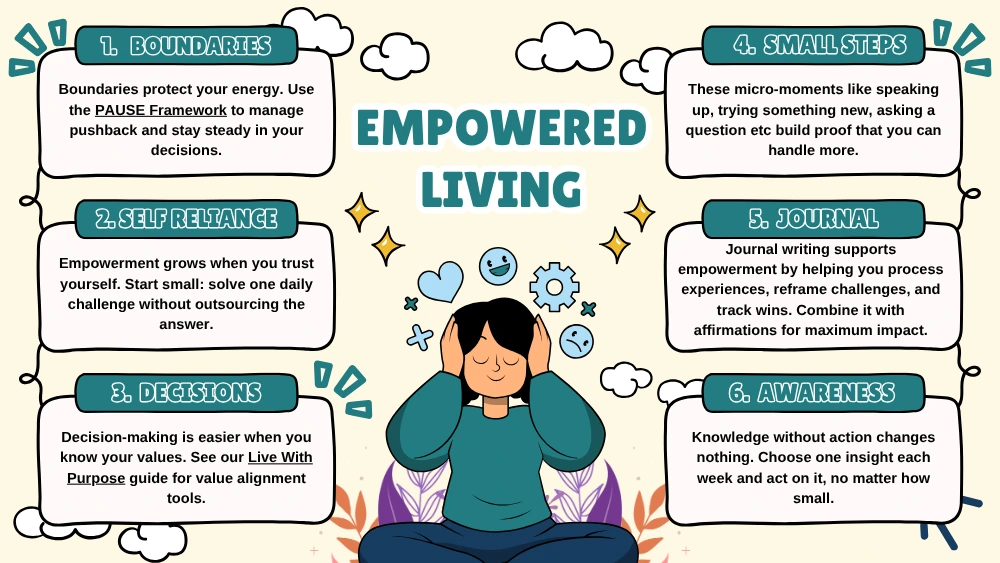 EMPOWERED
LIVING
1. BOUNDARIES
Boundaries protect your energy. Use
the PAUSE Framework to manage
pushback and stay steady in your
decisions.
2. SELF RELIANCE
Empowerment grows when you trust
yourself. Start small: solve one daily
challenge without outsourcing the
answer.
3. DECISIONS
Decision-making is easier when you
know your values. See our Live With
Purpose guide for value alignment
tools.
4. SMALL STEPS
These micro-moments like speaking
up, trying something new, asking a
question etc build proof that you can
handle more.
5. JOURNAL
Journal writing supports
empowerment by helping you process
experiences, reframe challenges, and
track wins. Combine it with
affirmations for maximum impact.
6. AWARENESS
Knowledge without action changes
nothing. Choose one insight each
week and act on it, no matter how
small.